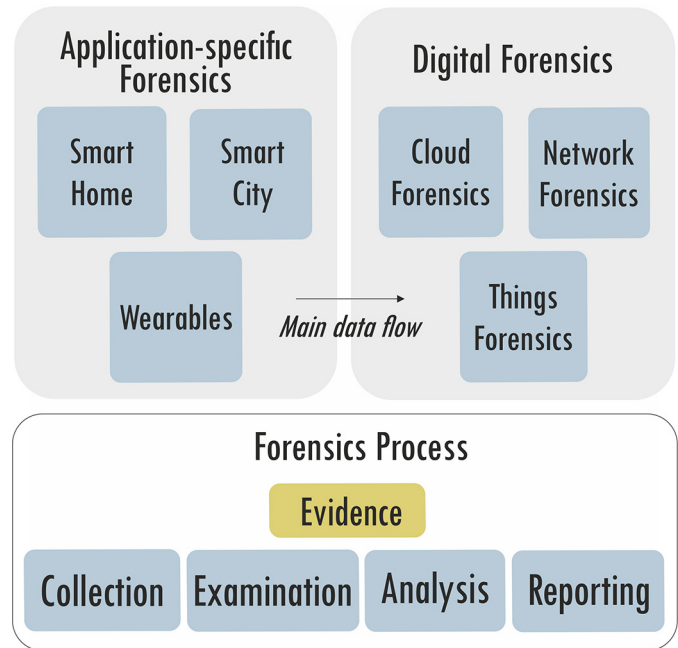 Application-specific
Forensics
Smart
Home
Smart
City
Wearables
Main data flow
Digital Forensics
Cloud
Forensics
Network
Forensics
Things
Forensics
Forensics Process
Evidence
Collection
Examination
Analysis
Reporting